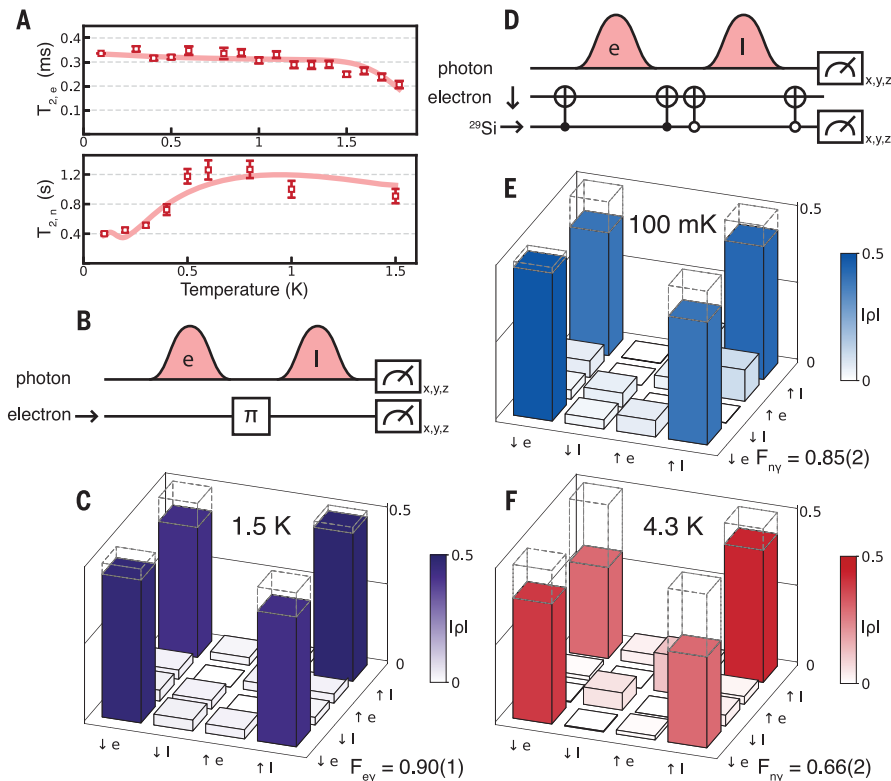 A
T2,e (ms)
0.4
0.3
0.2
0.1
0
0.5
1
1.5
T2,n (s)
1.2
0.8
0.4
0
0.5
1
1.5
Temperature (K)
B
e
l
photon
x,y,z
electron
π
x,y,z
C
1.5 K
0.5
0
0.5
|ρ|
0
↓ e
↓ l
↑ e
↑ l
↓ e
↓ l
↑ e
↑ l
Feγ = 0.90(1)
D
e
l
photon
x,y,z
electron ↓
29Si →
x,y,z
E
100 mK
0.5
0
0.5
|ρ|
0
↓ e
↓ l
↑ e
↑ l
↓ e
↓ l
↑ e
↑ l
Fnγ = 0.85(2)
F
4.3 K
0.5
0
0.5
|ρ|
0
↓ e
↓ l
↑ e
↑ l
↓ e
↓ l
↑ e
↑ l
Fnγ = 0.66(2)